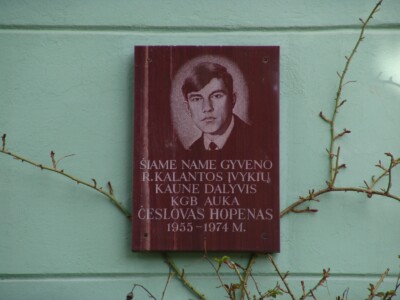 ŠIAME NAME GYVENO
R.KALANTOS ĮVYKIŲ
KAUNE DALYVIS
KGB AUKA
ČESLOVAS HOPENAS
1955-1974 M.